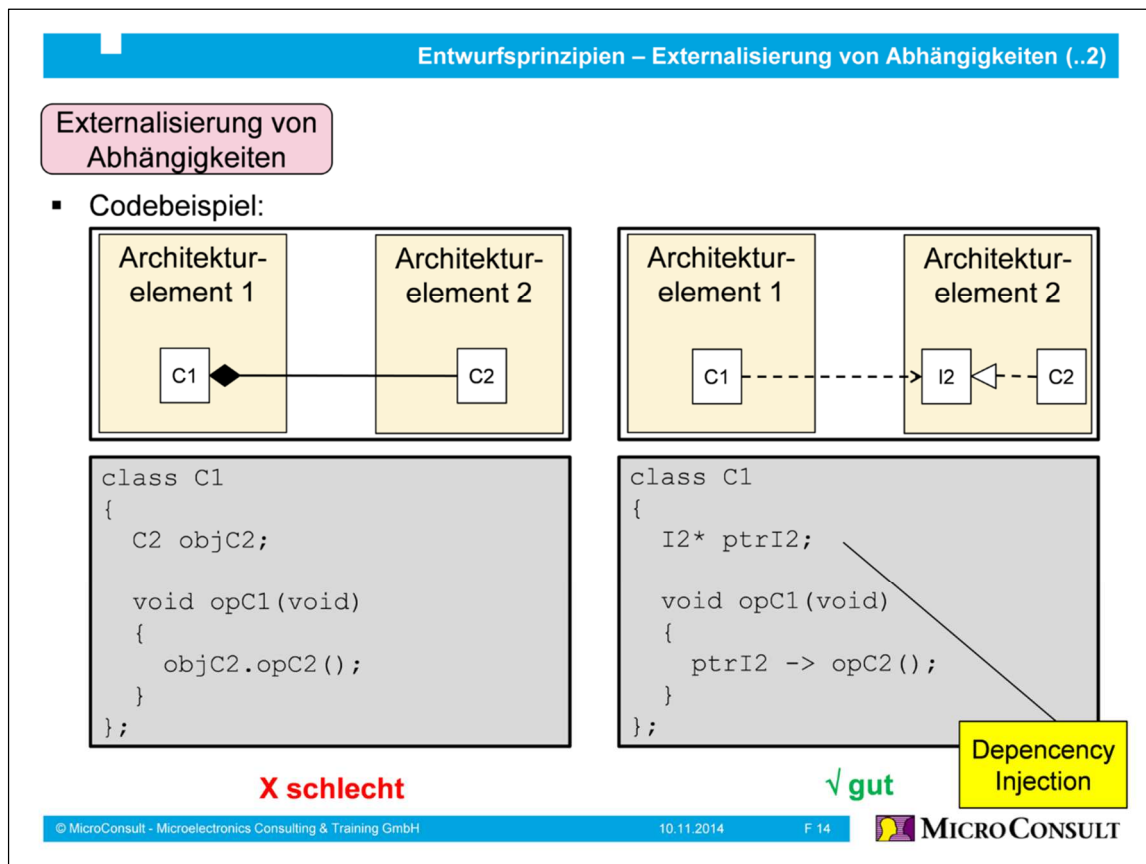 Entwurfsprinzipien – Externalisierung von Abhängigkeiten (..2)
Externalisierung von
Abhängigkeiten
▪ Codebeispiel:
Architektur-
element 1
Architektur-
element 2
C1
C2
class C1
{
C2 objC2;
void opC1(void)
{
objC2.opC2();
}
};
X schlecht
Architektur-
element 1
Architektur-
element 2
C1
I2
C2
class C1
{
I2* ptrI2;
void opC1(void)
{
ptrI2 -> opC2();
}
};
√ gut
Depencency
Injection
© MicroConsult - Microelectronics Consulting & Training GmbH
10.11.2014
F 14
MICROCONSULT